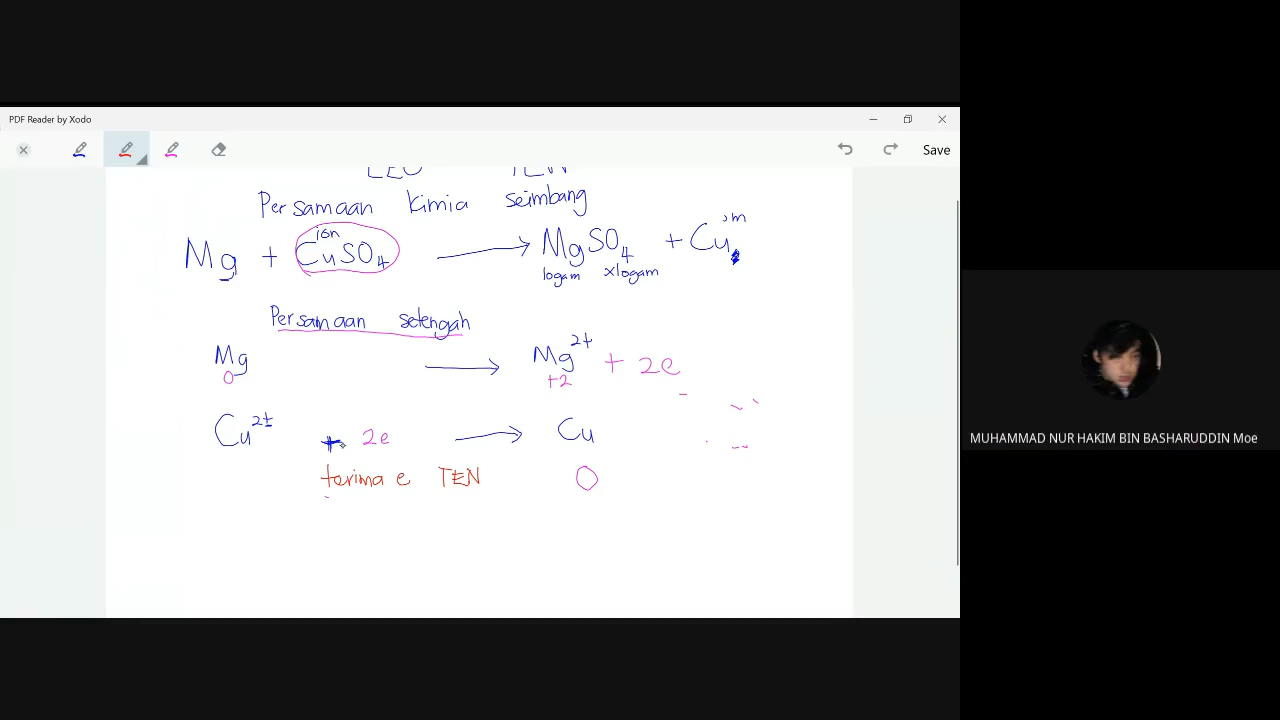 PDF Reader by Xodo
Save
Persamaan kimia seimbang
Mg + CuSO4 → MgSO4 + Cu
ion
logam xlogam
Persamaan setengah
Mg → Mg2+ + 2e
0 +2
Cu2+ + 2e → Cu
terima e TEN 0
MUHAMMAD NUR HAKIM BIN BASHARUDDIN Moe